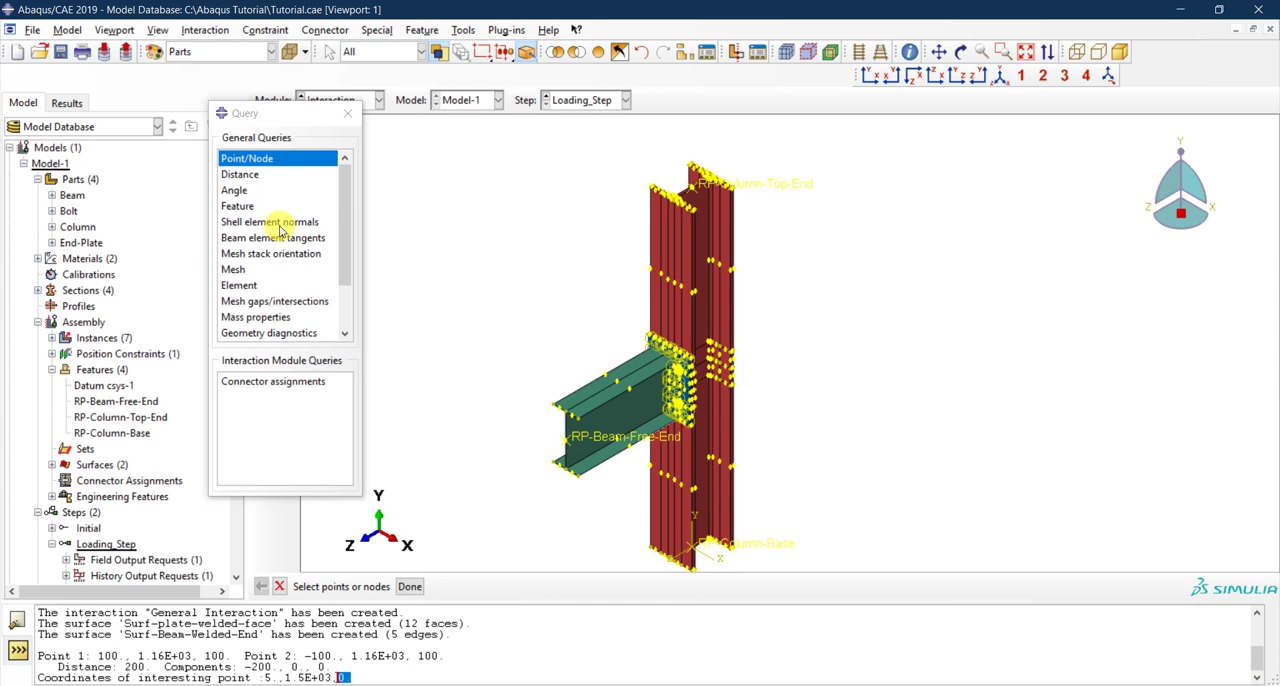 Abaqus/CAE 2019 - Model Database: C:\Abaqus Tutorial\Tutorial.cae [Viewport: 1]
File Model Viewport View Interaction Constraint Connector Special Feature Tools Plug-ins Help
Parts All
1 2 3 4
Model Results Module: Interaction Model: Model-1 Step: Loading_Step
Model Database
Models (1)
Model-1
Parts (4)
Beam
Bolt
Column
End-Plate
Materials (2)
Calibrations
Sections (4)
Profiles
Assembly
Instances (7)
Position Constraints (1)
Features (4)
Datum csys-1
RP-Beam-Free-End
RP-Column-Top-End
RP-Column-Base
Sets
Surfaces (2)
Connector Assignments
Engineering Features
Steps (2)
Initial
Loading_Step
Field Output Requests (1)
History Output Requests (1)
Query
General Queries
Point/Node
Distance
Angle
Feature
Shell element normals
Beam element tangents
Mesh stack orientation
Mesh
Element
Mesh gaps/intersections
Mass properties
Geometry diagnostics
Interaction Module Queries
Connector assignments
RP-Column-Top-End
RP-Beam-Free-End
Y
X
Y
Z X
Y
Z X
Select points or nodes Done
SIMULIA
The interaction "General Interaction" has been created.
The surface 'Surf-plate-welded-face' has been created (12 faces).
The surface 'Surf-Beam-Welded-End' has been created (5 edges).
Point 1: 100., 1.16E+03, 100. Point 2: -100., 1.16E+03, 100.
Distance: 200. Components: -200., 0., 0.
Coordinates of interesting point :5.,1.5E+03,0